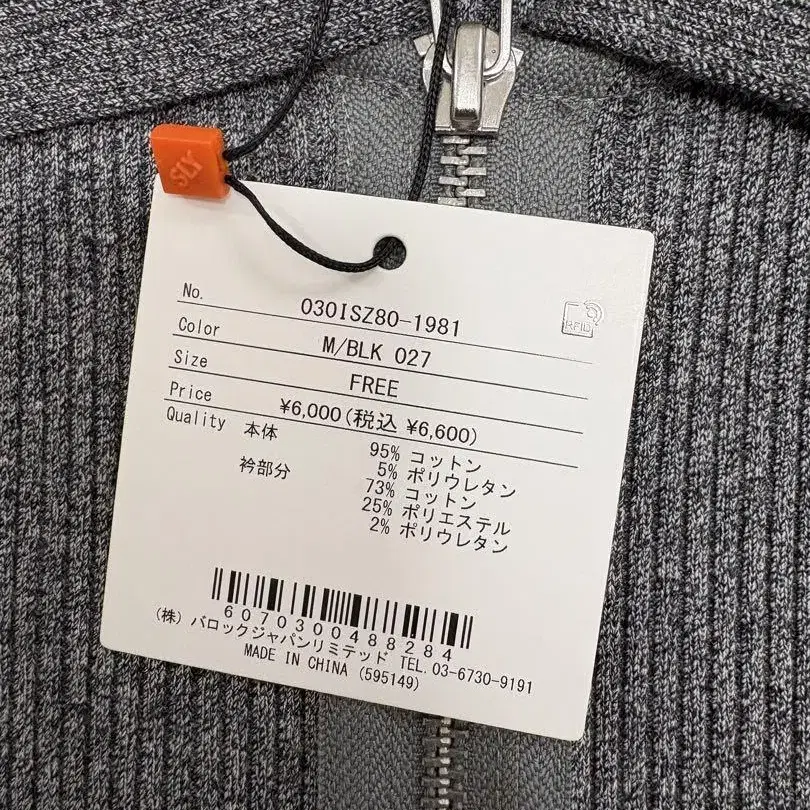 SLY
No. 030ISZ80-1981
RFID
Color M/BLK 027
Size FREE
Price ¥6,000(税込 ¥6,600)
Quality 本体 95% コットン
5% ポリウレタン
衿部分 73% コットン
25% ポリエステル
2% ポリウレタン
6070300488284
(株) バロックジャパンリミテッド TEL. 03-6730-9191
MADE IN CHINA (595149)